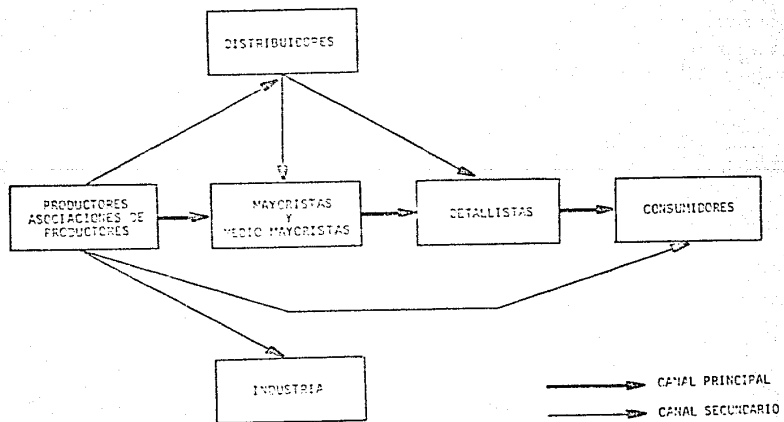 DISTRIBUIDORES
PRODUCTORES
ASOCIACIONES DE
PRODUCTORES
MAYORISTAS
Y
MEDIO MAYORISTAS
DETALLISTAS
CONSUMIDORES
INDUSTRIA
CANAL PRINCIPAL
CANAL SECUNDARIO